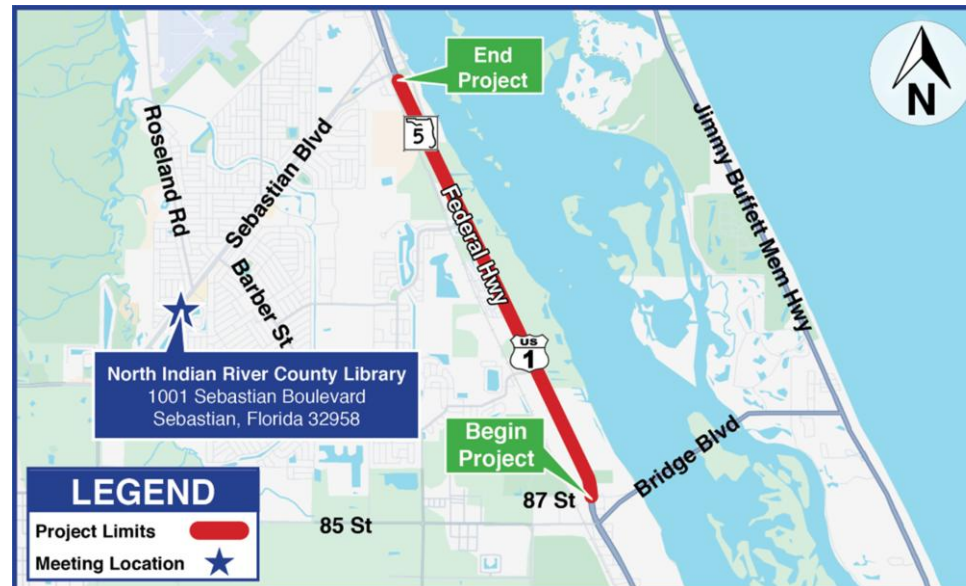 End
Project
N
5
Roseland Rd
Sebastian Blvd
Jimmy Buffett Mem Hwy
Federal Hwy
Barber St
North Indian River County Library
1001 Sebastian Boulevard
Sebastian, Florida 32958
US
1
Begin
Project
Bridge Blvd
87 St
85 St
LEGEND
Project Limits
Meeting Location